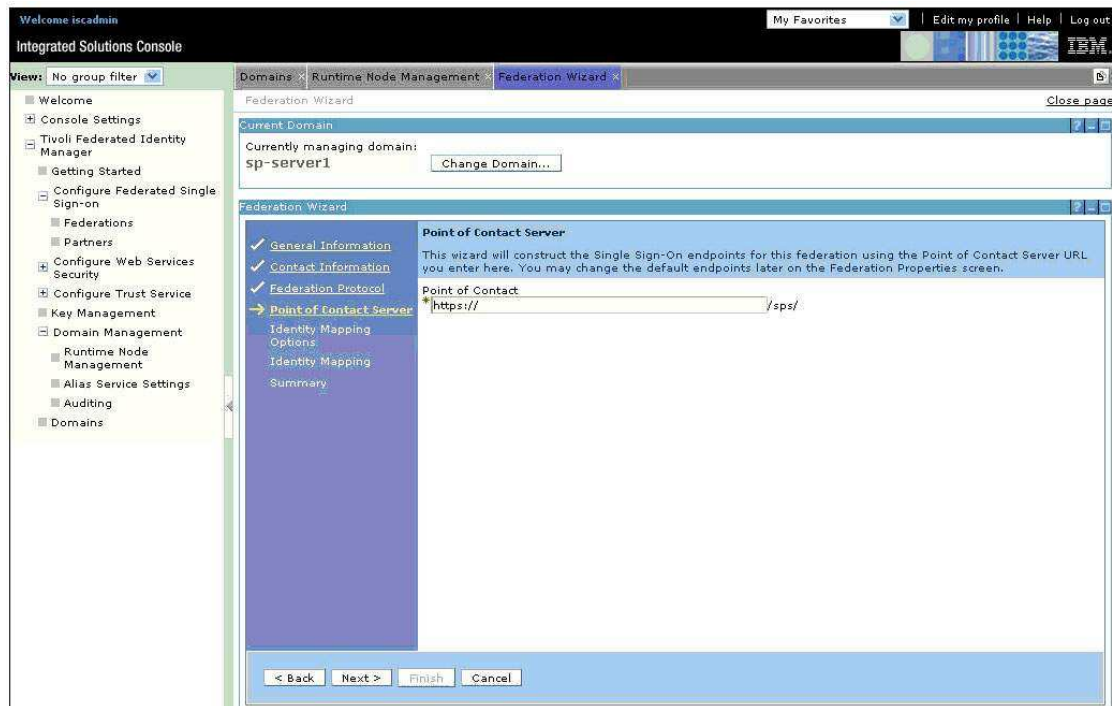 Welcome iscadmin
My Favorites
Edit my profile | Help | Log out
Integrated Solutions Console
IBM.
View: No group filter
Domains × Runtime Node Management × Federation Wizard ×
Welcome
Console Settings
Tivoli Federated Identity
Manager
Getting Started
Configure Federated Single
Sign-on
Federations
Partners
Configure Web Services
Security
Configure Trust Service
Key Management
Domain Management
Runtime Node
Management
Alias Service Settings
Auditing
Domains
Federation Wizard
Close page
Current Domain
? -
Currently managing domain:
sp-server1
Change Domain...
Federation Wizard
? -
General Information
Contact Information
Federation Protocol
Point of Contact Server
Identity Mapping
Options
Identity Mapping
Summary
Point of Contact Server
This wizard will construct the Single Sign-On endpoints for this federation using the Point of Contact Server URL
you enter here. You may change the default endpoints later on the Federation Properties screen.
Point of Contact
* https:// /sps/
< Back Next > Finish Cancel